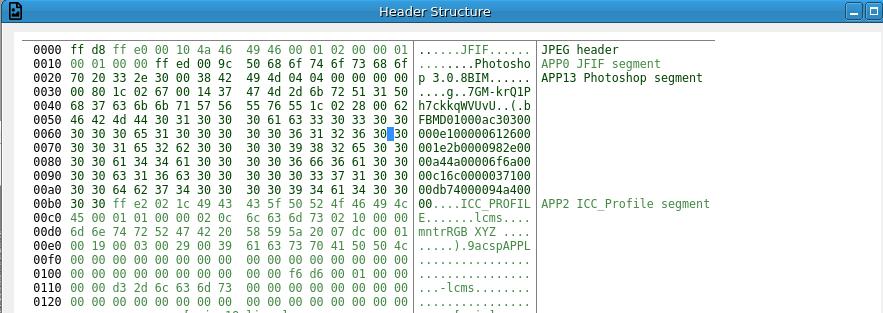 Header Structure
0000 ff d8 ff e0 00 10 4a 46 49 46 00 01 02 00 00 01 ......JFIF...... JPEG header
0010 00 01 00 00 ff ed 00 9c 50 68 6f 74 6f 73 68 6f ........Photosho APP0 JFIF segment
0020 70 20 33 2e 30 00 38 42 49 4d 04 04 00 00 00 00 p 3.0.8BIM...... APP13 Photoshop segment
0030 00 80 1c 02 67 00 14 37 47 4d 2d 6b 72 51 31 50 ....g..7GM-krQ1P
0040 68 37 63 6b 6b 71 57 56 55 76 55 1c 02 28 00 62 h7ckkqWVUvU..(.b
0050 46 42 4d 44 30 31 30 30 30 61 63 33 30 33 30 30 FBMD01000ac30300
0060 30 30 30 65 31 30 30 30 30 30 36 31 32 36 30 30 000e100000612600
0070 30 30 31 65 32 62 30 30 30 30 39 38 32 65 30 30 001e2b0000982e00
0080 30 30 61 34 34 61 30 30 30 30 36 66 36 61 30 30 00a44a00006f6a00
0090 30 30 63 31 36 63 30 30 30 30 33 37 31 30 30 30 00c16c0000037100
00a0 30 30 64 62 37 34 30 30 30 30 39 34 61 34 30 30 00db74000094a400
00b0 30 30 ff e2 02 1c 49 43 43 5f 50 52 4f 46 49 4c 00....ICC_PROFIL APP2 ICC_Profile segment
00c0 45 00 01 01 00 00 02 0c 6c 63 6d 73 02 10 00 00 E.......lcms....
00d0 6d 6e 74 72 52 47 42 20 58 59 5a 20 07 dc 00 01 mntrRGB XYZ ....
00e0 00 19 00 03 00 29 00 39 61 63 73 70 41 50 50 4c .....).9acspAPPL
00f0 00 00 00 00 00 00 00 00 00 00 00 00 00 00 00 00 ................
0100 00 00 00 00 00 00 00 00 00 00 f6 d6 00 01 00 00 ................
0110 00 00 d3 2d 6c 63 6d 73 00 00 00 00 00 00 00 00 ...-lcms........
0120 00 00 00 00 00 00 00 00 00 00 00 00 00 00 00 00 ................